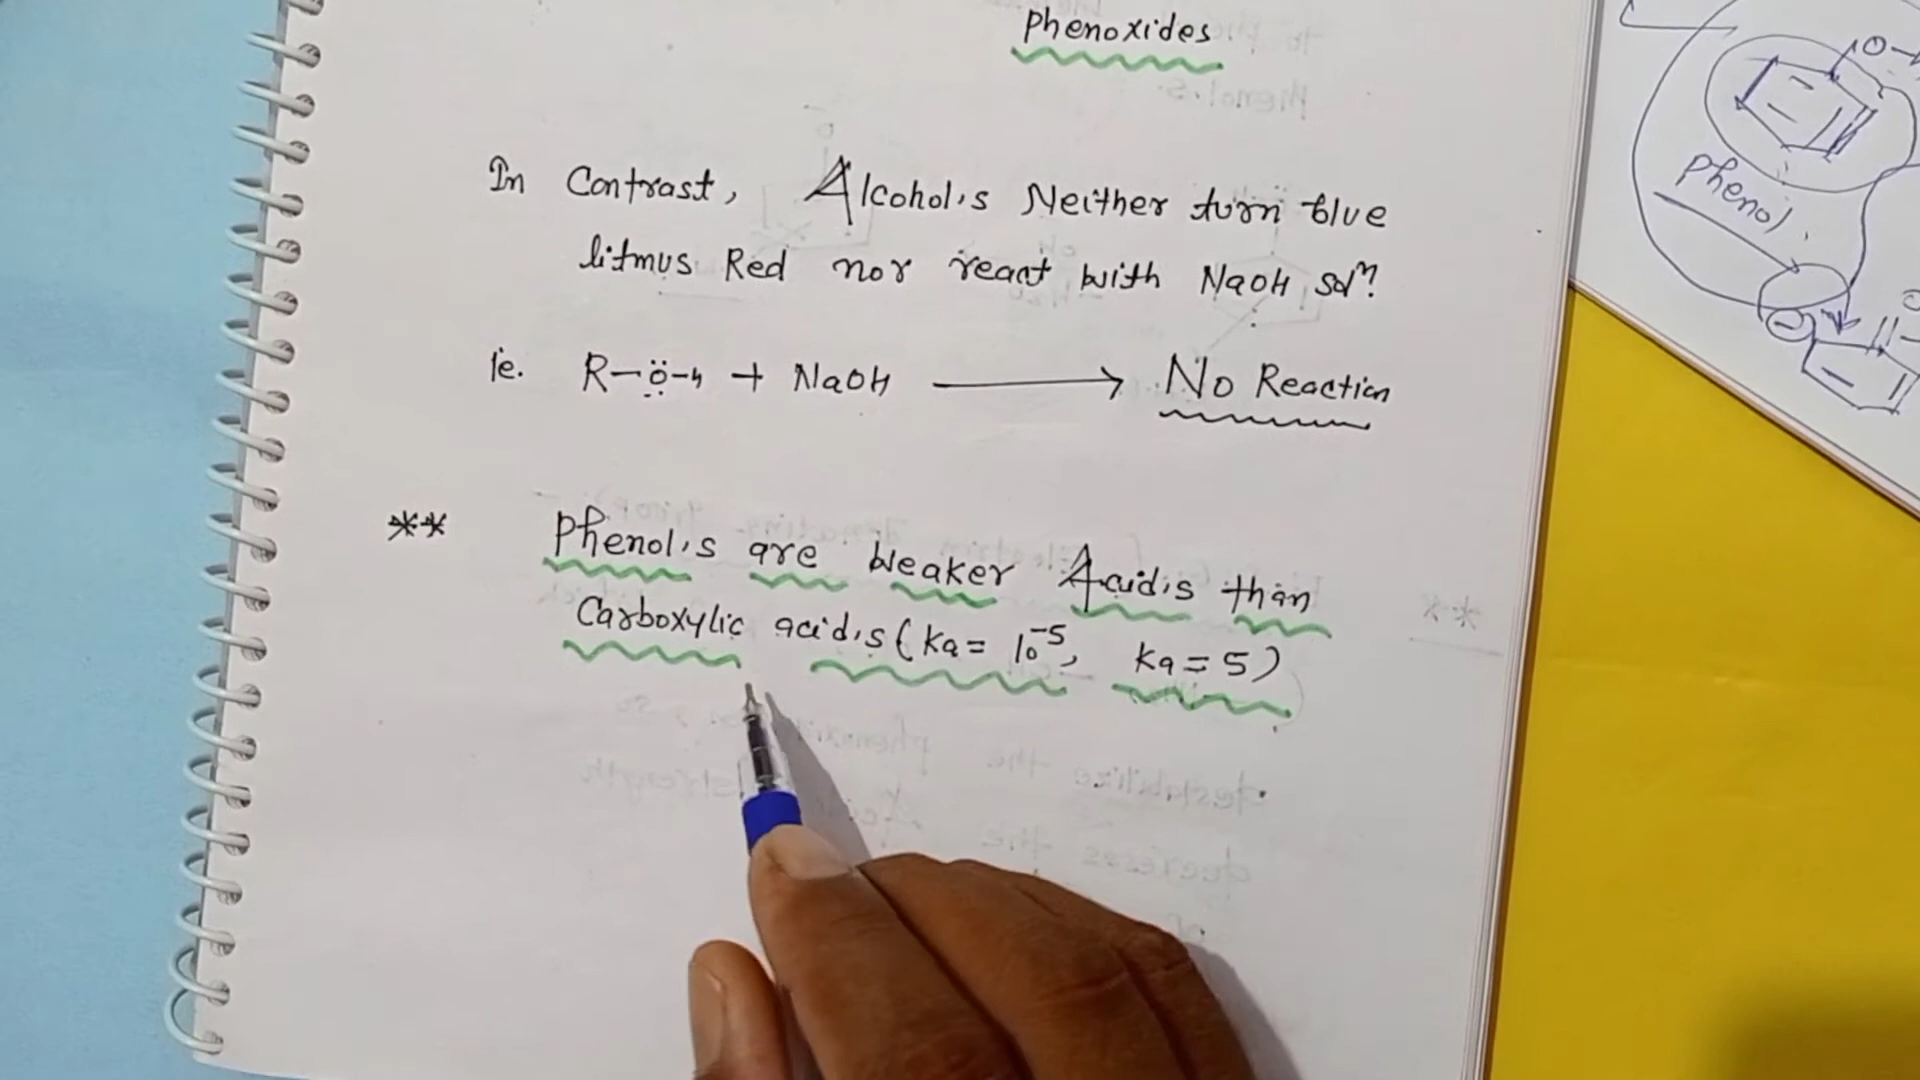 Phenoxides
In Contrast, Alcohols Neither turn blue
litmus Red nor react with NaOH solⁿ.
ie. R-Ö-H + NaOH → No Reaction
** Phenols are weaker Acids than
Carboxylic acids (Ka = 10⁻⁵, Ka = 5)
Phenol